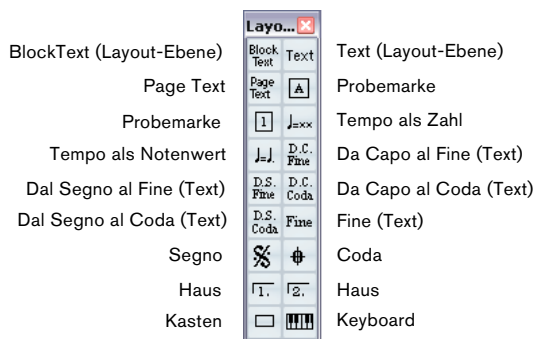 Layo...
BlockText (Layout-Ebene) Block Text Text Text (Layout-Ebene)
Page Text Page Text A Probemarke
Probemarke 1 ♩=×× Tempo als Zahl
Tempo als Notenwert ♩=♩. D.C. Fine Da Capo al Fine (Text)
Dal Segno al Fine (Text) D.S. Fine D.C. Coda Da Capo al Coda (Text)
Dal Segno al Coda (Text) D.S. Coda Fine Fine (Text)
Segno Coda
Haus 1. 2. Haus
Kasten Keyboard